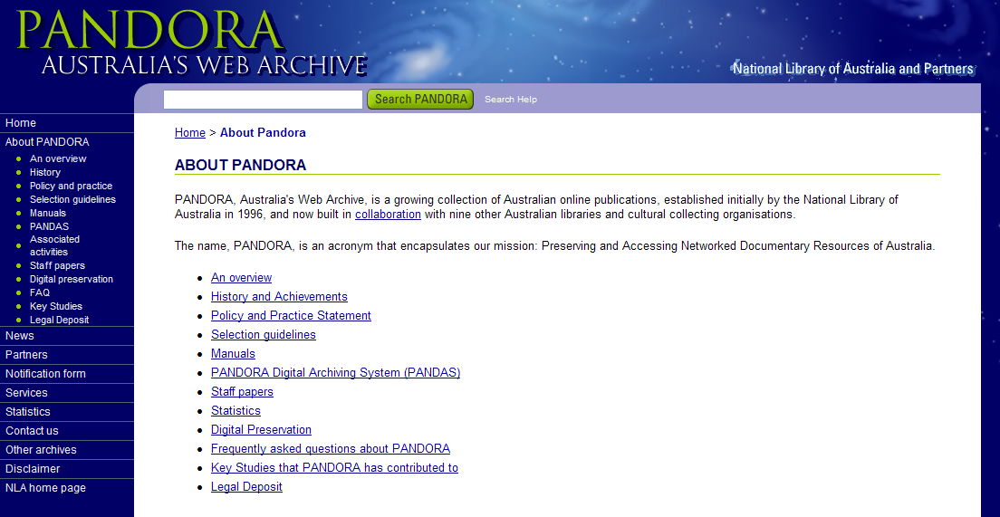 PANDORA
AUSTRALIA'S WEB ARCHIVE
National Library of Australia and Partners
Search PANDORA
Search Help
Home
About PANDORA
An overview
History
Policy and practice
Selection guidelines
Manuals
PANDAS
Associated
activities
Staff papers
Digital preservation
FAQ
Key Studies
Legal Deposit
News
Partners
Notification form
Services
Statistics
Contact us
Other archives
Disclaimer
NLA home page
Home > About Pandora
ABOUT PANDORA
PANDORA, Australia's Web Archive, is a growing collection of Australian online publications, established initially by the National Library of
Australia in 1996, and now built in collaboration with nine other Australian libraries and cultural collecting organisations.
The name, PANDORA, is an acronym that encapsulates our mission: Preserving and Accessing Networked Documentary Resources of Australia.
An overview
History and Achievements
Policy and Practice Statement
Selection guidelines
Manuals
PANDORA Digital Archiving System (PANDAS)
Staff papers
Statistics
Digital Preservation
Frequently asked questions about PANDORA
Key Studies that PANDORA has contributed to
Legal Deposit